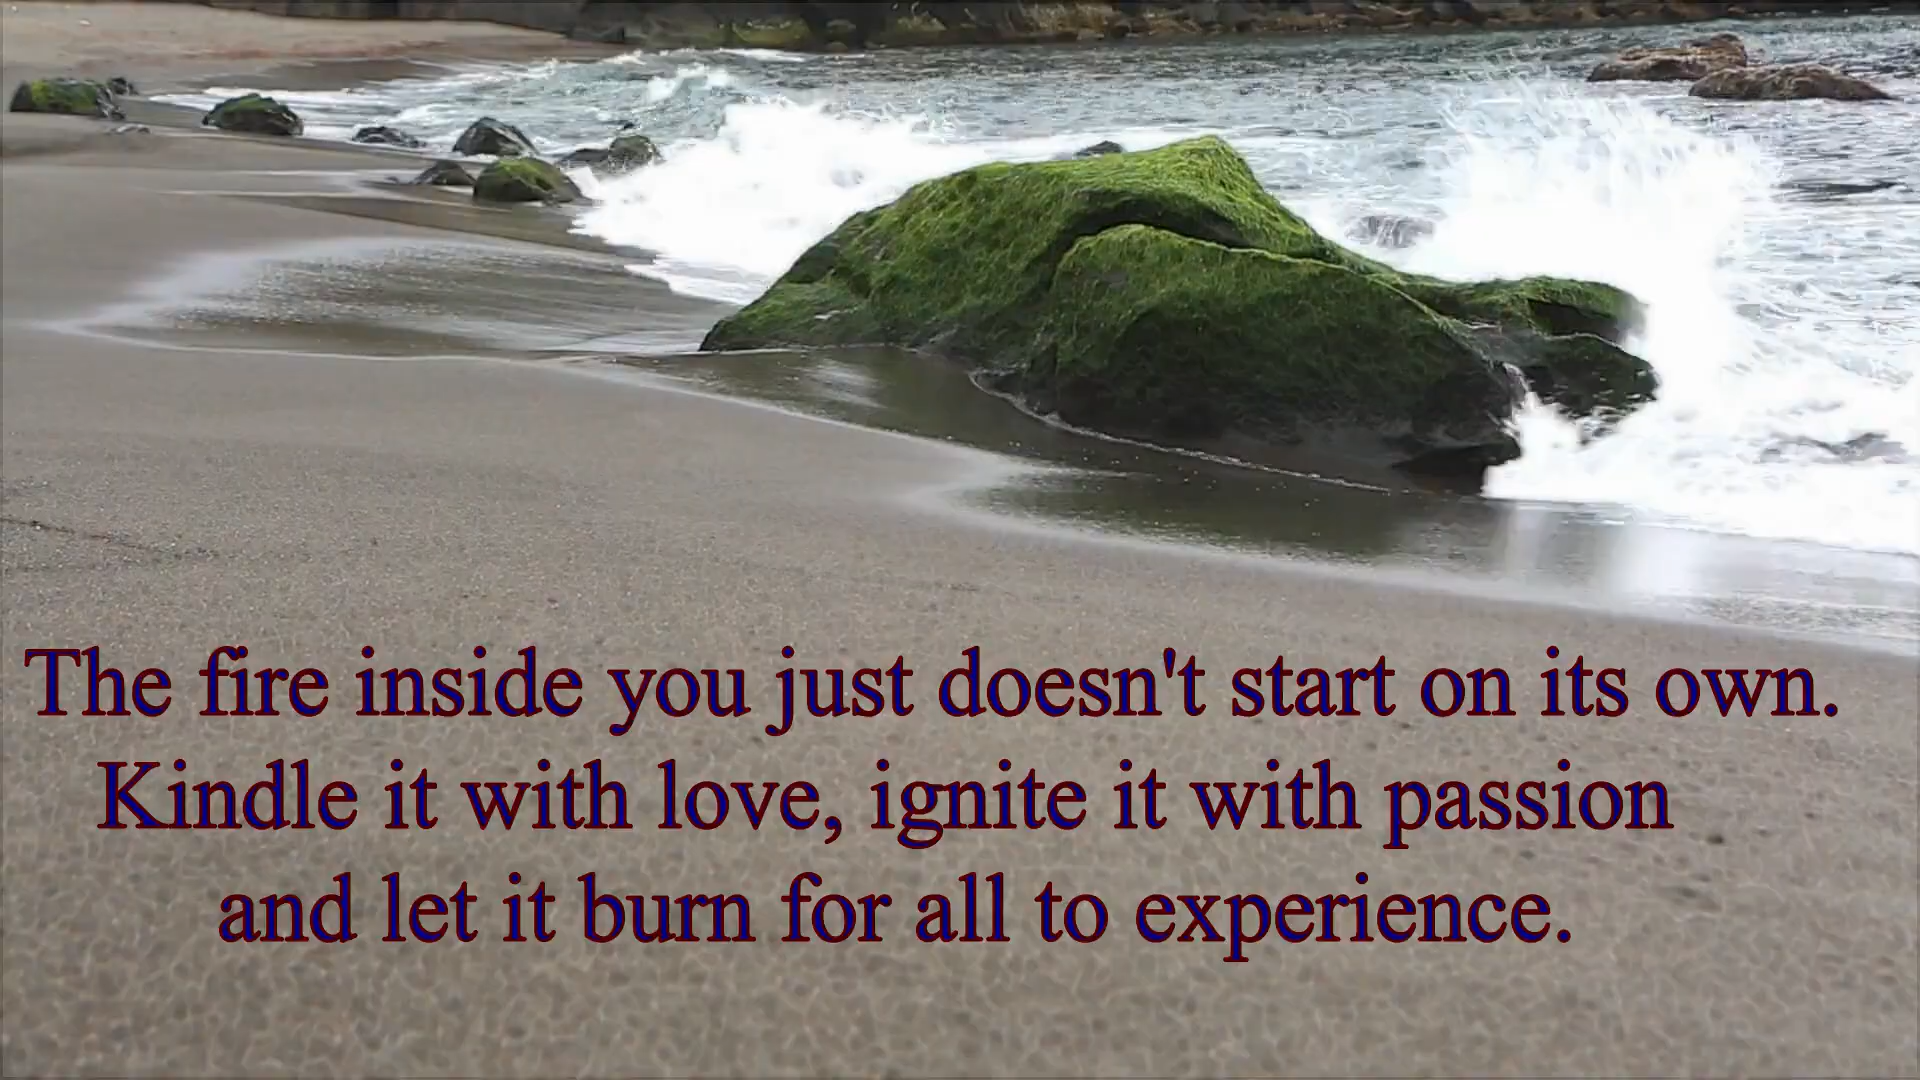 The fire inside you just doesn't start on its own.
Kindle it with love, ignite it with passion
and let it burn for all to experience.